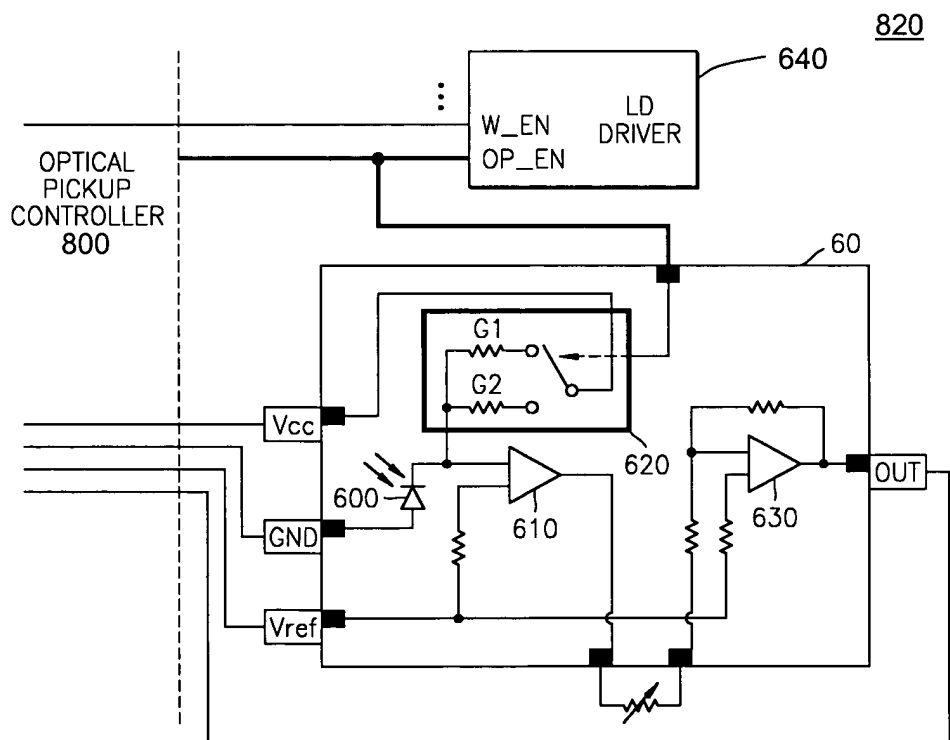 820
640
LD
DRIVER
W_EN
OP_EN
OPTICAL
PICKUP
CONTROLLER
800
60
G1
G2
Vcc
620
600
610
630
OUT
GND
Vref